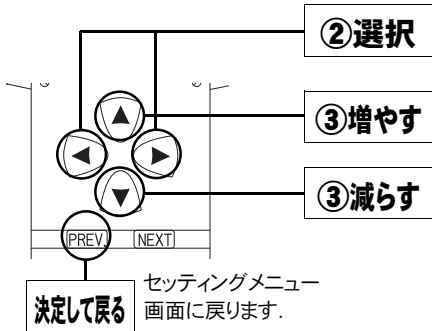 ②選択
③増やす
③減らす
PREV. NEXT
決定して戻る
セッティングメニュー
画面に戻ります.